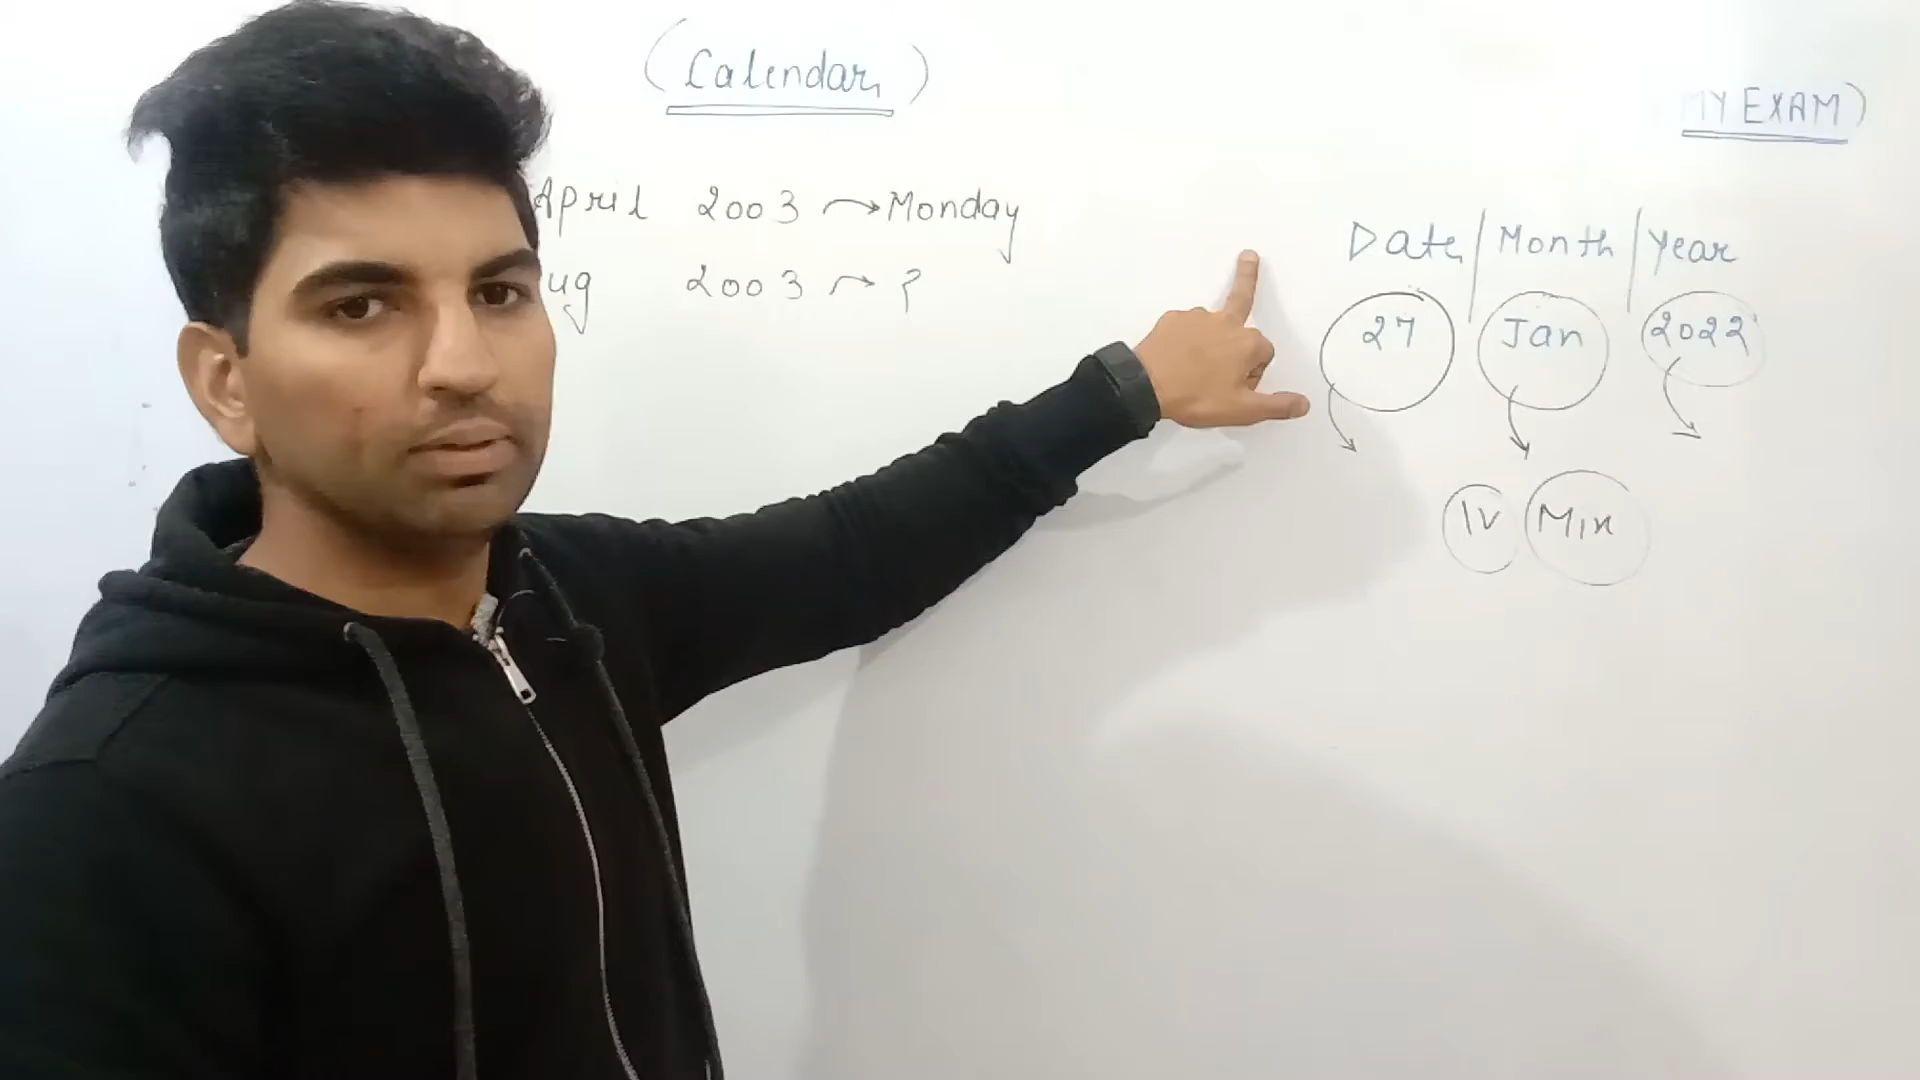 (Calendar)
MY EXAM)
April 2003 → Monday
ug 2003 → ?
Date / Month / Year
27 Jan 2022
IV Mix